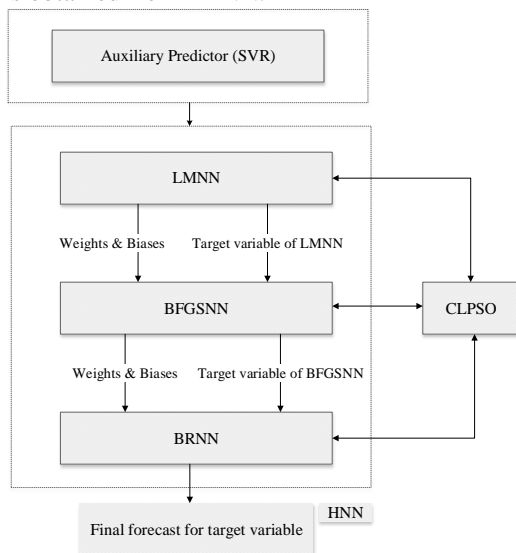 Auxiliary Predictor (SVR)
LMNN
Weights & Biases
Target variable of LMNN
BFGSNN
CLPSO
Weights & Biases
Target variable of BFGSNN
BRNN
HNN
Final forecast for target variable